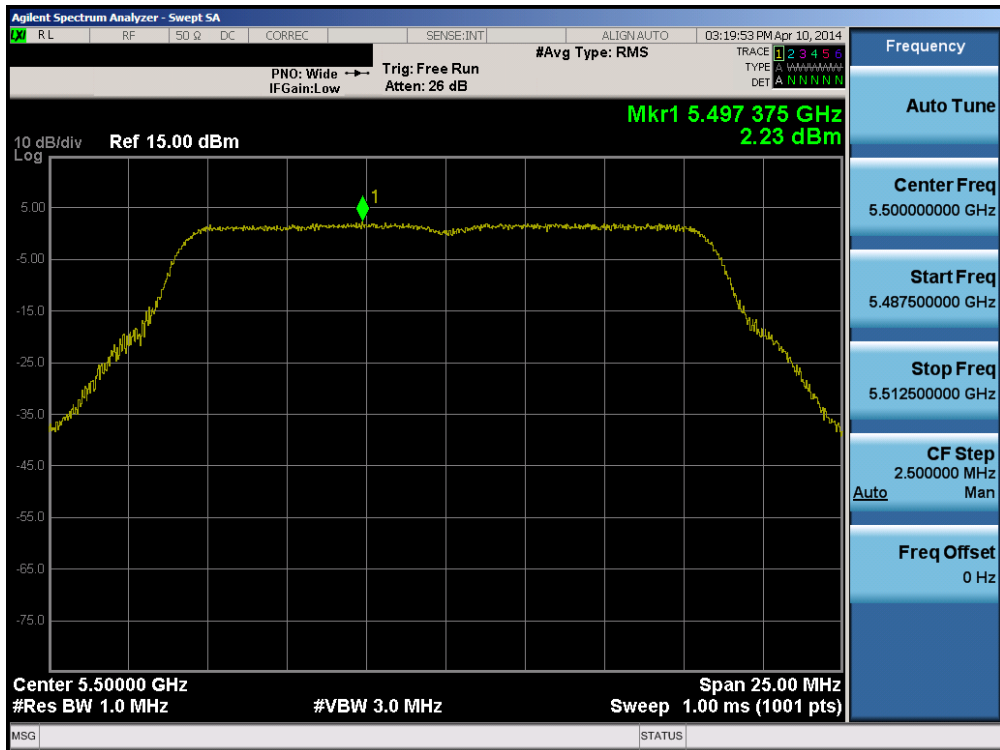 Agilent Spectrum Analyzer - Swept SA
LXI RL RF 50 Ω DC CORREC SENSE:INT ALIGN AUTO 03:19:53 PM Apr 10, 2014
#Avg Type: RMS
TRACE 1 2 3 4 5 6
TYPE A
DET A N N N N N
PNO: Wide
IFGain:Low
Trig: Free Run
Atten: 26 dB
Mkr1 5.497 375 GHz
2.23 dBm
10 dB/div Ref 15.00 dBm
Log
1
5.00
-5.00
-15.0
-25.0
-35.0
-45.0
-55.0
-65.0
-75.0
Center 5.50000 GHz Span 25.00 MHz
#Res BW 1.0 MHz #VBW 3.0 MHz Sweep 1.00 ms (1001 pts)
MSG STATUS
Frequency
Auto Tune
Center Freq
5.500000000 GHz
Start Freq
5.487500000 GHz
Stop Freq
5.512500000 GHz
CF Step
2.500000 MHz
Auto Man
Freq Offset
0 Hz